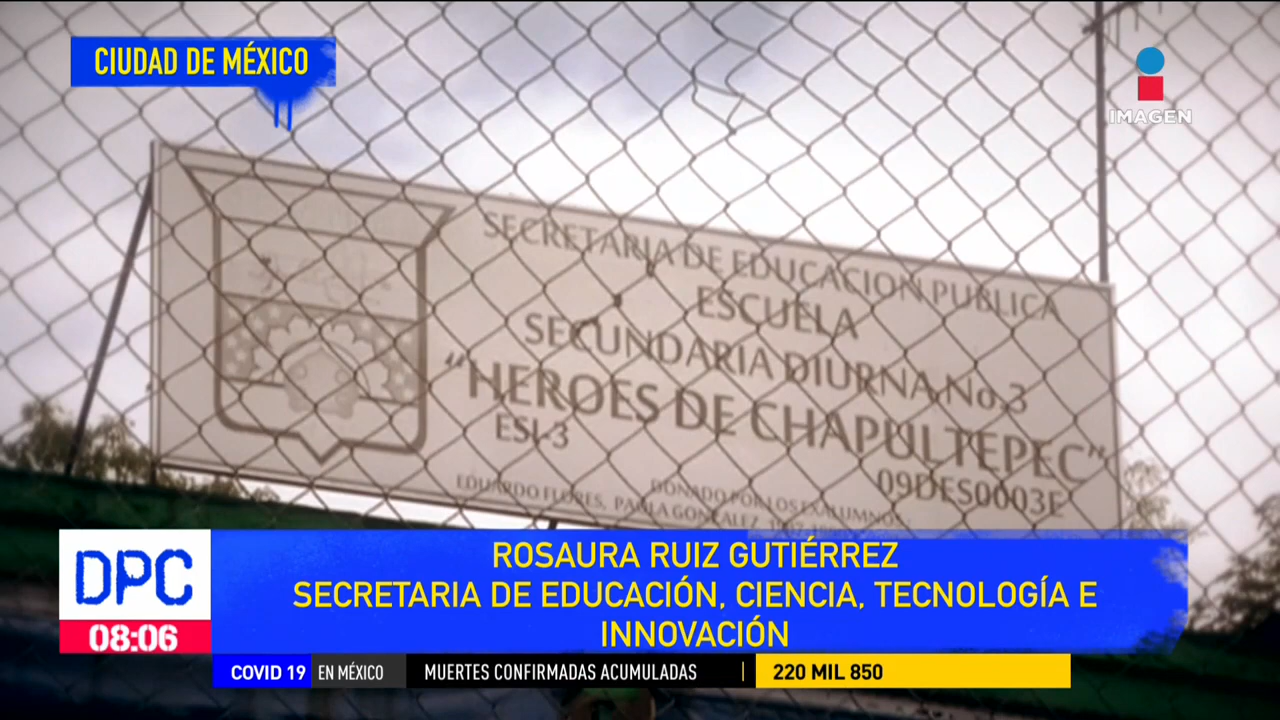 CIUDAD DE MÉXICO
IMAGEN
SECRETARIA DE EDUCACION PUBLICA
ESCUELA
SECUNDARIA DIURNA No.3
"HEROES DE CHAPULTEPEC"
ESI-3
09DES0003E
DONADO POR LOS EXALUMNOS:
EDUARDO FLORES, PAOLA GONZALEZ
DPC
08:06
ROSAURA RUIZ GUTIÉRREZ
SECRETARIA DE EDUCACIÓN, CIENCIA, TECNOLOGÍA E
INNOVACIÓN
COVID 19 EN MÉXICO MUERTES CONFIRMADAS ACUMULADAS 220 MIL 850